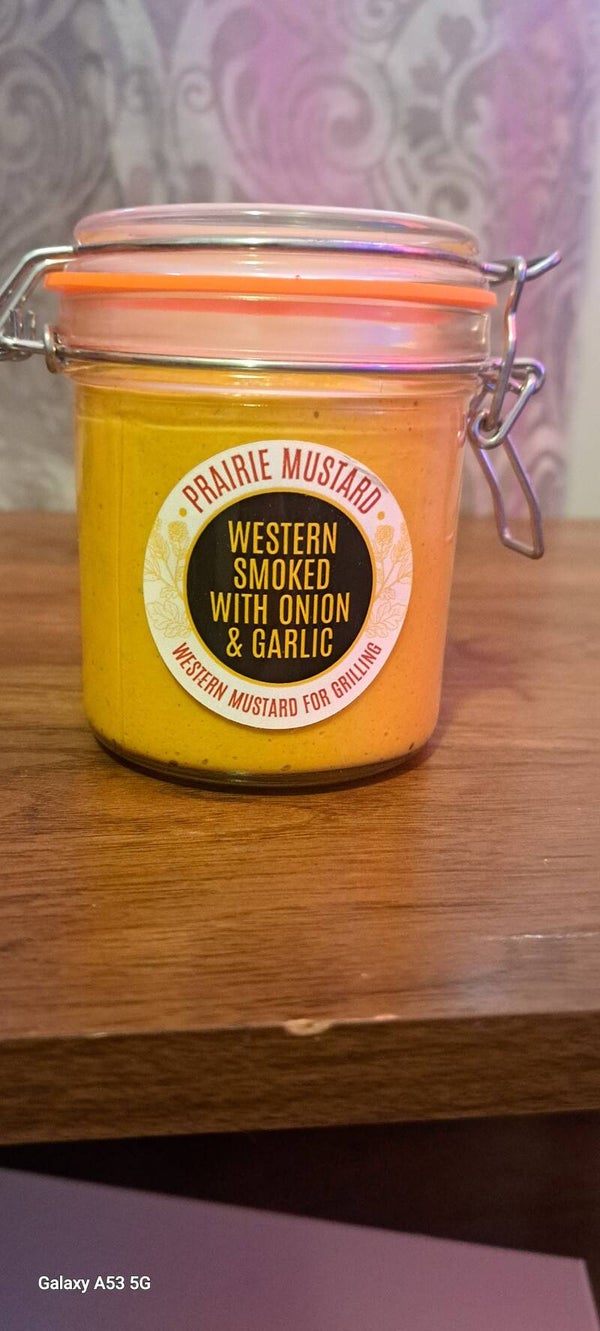 PRAIRIE MUSTARD
WESTERN
SMOKED
WITH ONION
& GARLIC
WESTERN MUSTARD FOR GRILLING
Galaxy A53 5G